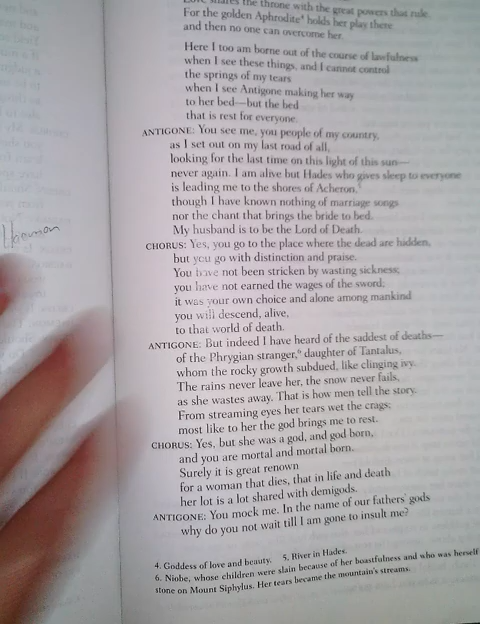 Love shares the throne with the great powers that rule.
For the golden Aphrodite⁴ holds her play there
and then no one can overcome her.
Here I too am borne out of the course of lawfulness
when I see these things, and I cannot control
the springs of my tears
when I see Antigone making her way
to her bed—but the bed
that is rest for everyone.
ANTIGONE: You see me, you people of my country,
as I set out on my last road of all,
looking for the last time on this light of this sun—
never again. I am alive but Hades who gives sleep to everyone
is leading me to the shores of Acheron,⁵
though I have known nothing of marriage songs
nor the chant that brings the bride to bed.
My husband is to be the Lord of Death.
CHORUS: Yes, you go to the place where the dead are hidden,
but you go with distinction and praise.
You have not been stricken by wasting sickness;
you have not earned the wages of the sword;
it was your own choice and alone among mankind
you will descend, alive,
to that world of death.
ANTIGONE: But indeed I have heard of the saddest of deaths—
of the Phrygian stranger,⁶ daughter of Tantalus,
whom the rocky growth subdued, like clinging ivy.
The rains never leave her, the snow never fails,
as she wastes away. That is how men tell the story.
From streaming eyes her tears wet the crags;
most like to her the god brings me to rest.
CHORUS: Yes, but she was a god, and god born,
and you are mortal and mortal born.
Surely it is great renown
for a woman that dies, that in life and death
her lot is a lot shared with demigods.
ANTIGONE: You mock me. In the name of our fathers' gods
why do you not wait till I am gone to insult me?
4. Goddess of love and beauty. 5. River in Hades.
6. Niobe, whose children were slain because of her boastfulness and who was herself
stone on Mount Siphylus. Her tears became the mountain's streams.
Haemon